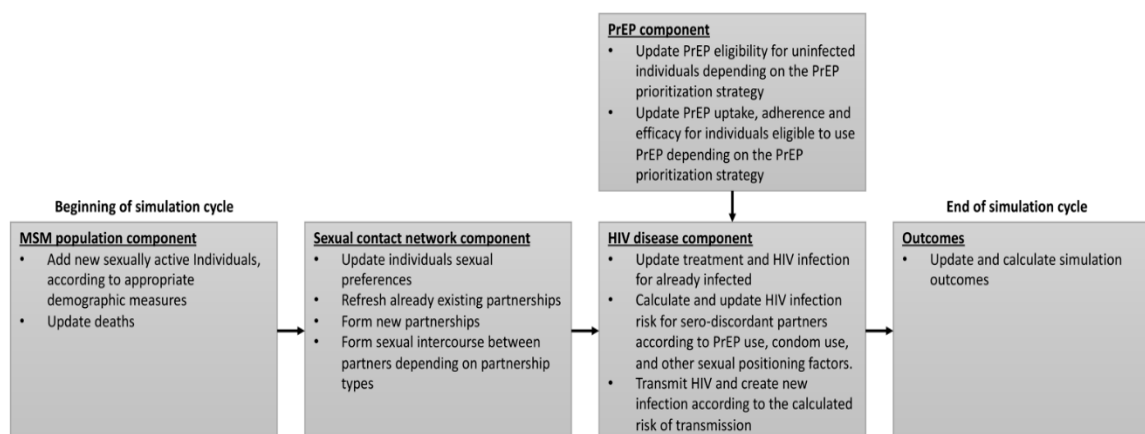 PrEP component
• Update PrEP eligibility for uninfected
individuals depending on the PrEP
prioritization strategy
• Update PrEP uptake, adherence and
efficacy for individuals eligible to use
PrEP depending on the PrEP
prioritization strategy
Beginning of simulation cycle
MSM population component
• Add new sexually active Individuals,
according to appropriate
demographic measures
• Update deaths
Sexual contact network component
• Update individuals sexual
preferences
• Refresh already existing partnerships
• Form new partnerships
• Form sexual intercourse between
partners depending on partnership
types
HIV disease component
• Update treatment and HIV infection
for already infected
• Calculate and update HIV infection
risk for sero-discordant partners
according to PrEP use, condom use,
and other sexual positioning factors.
• Transmit HIV and create new
infection according to the calculated
risk of transmission
End of simulation cycle
Outcomes
• Update and calculate simulation
outcomes